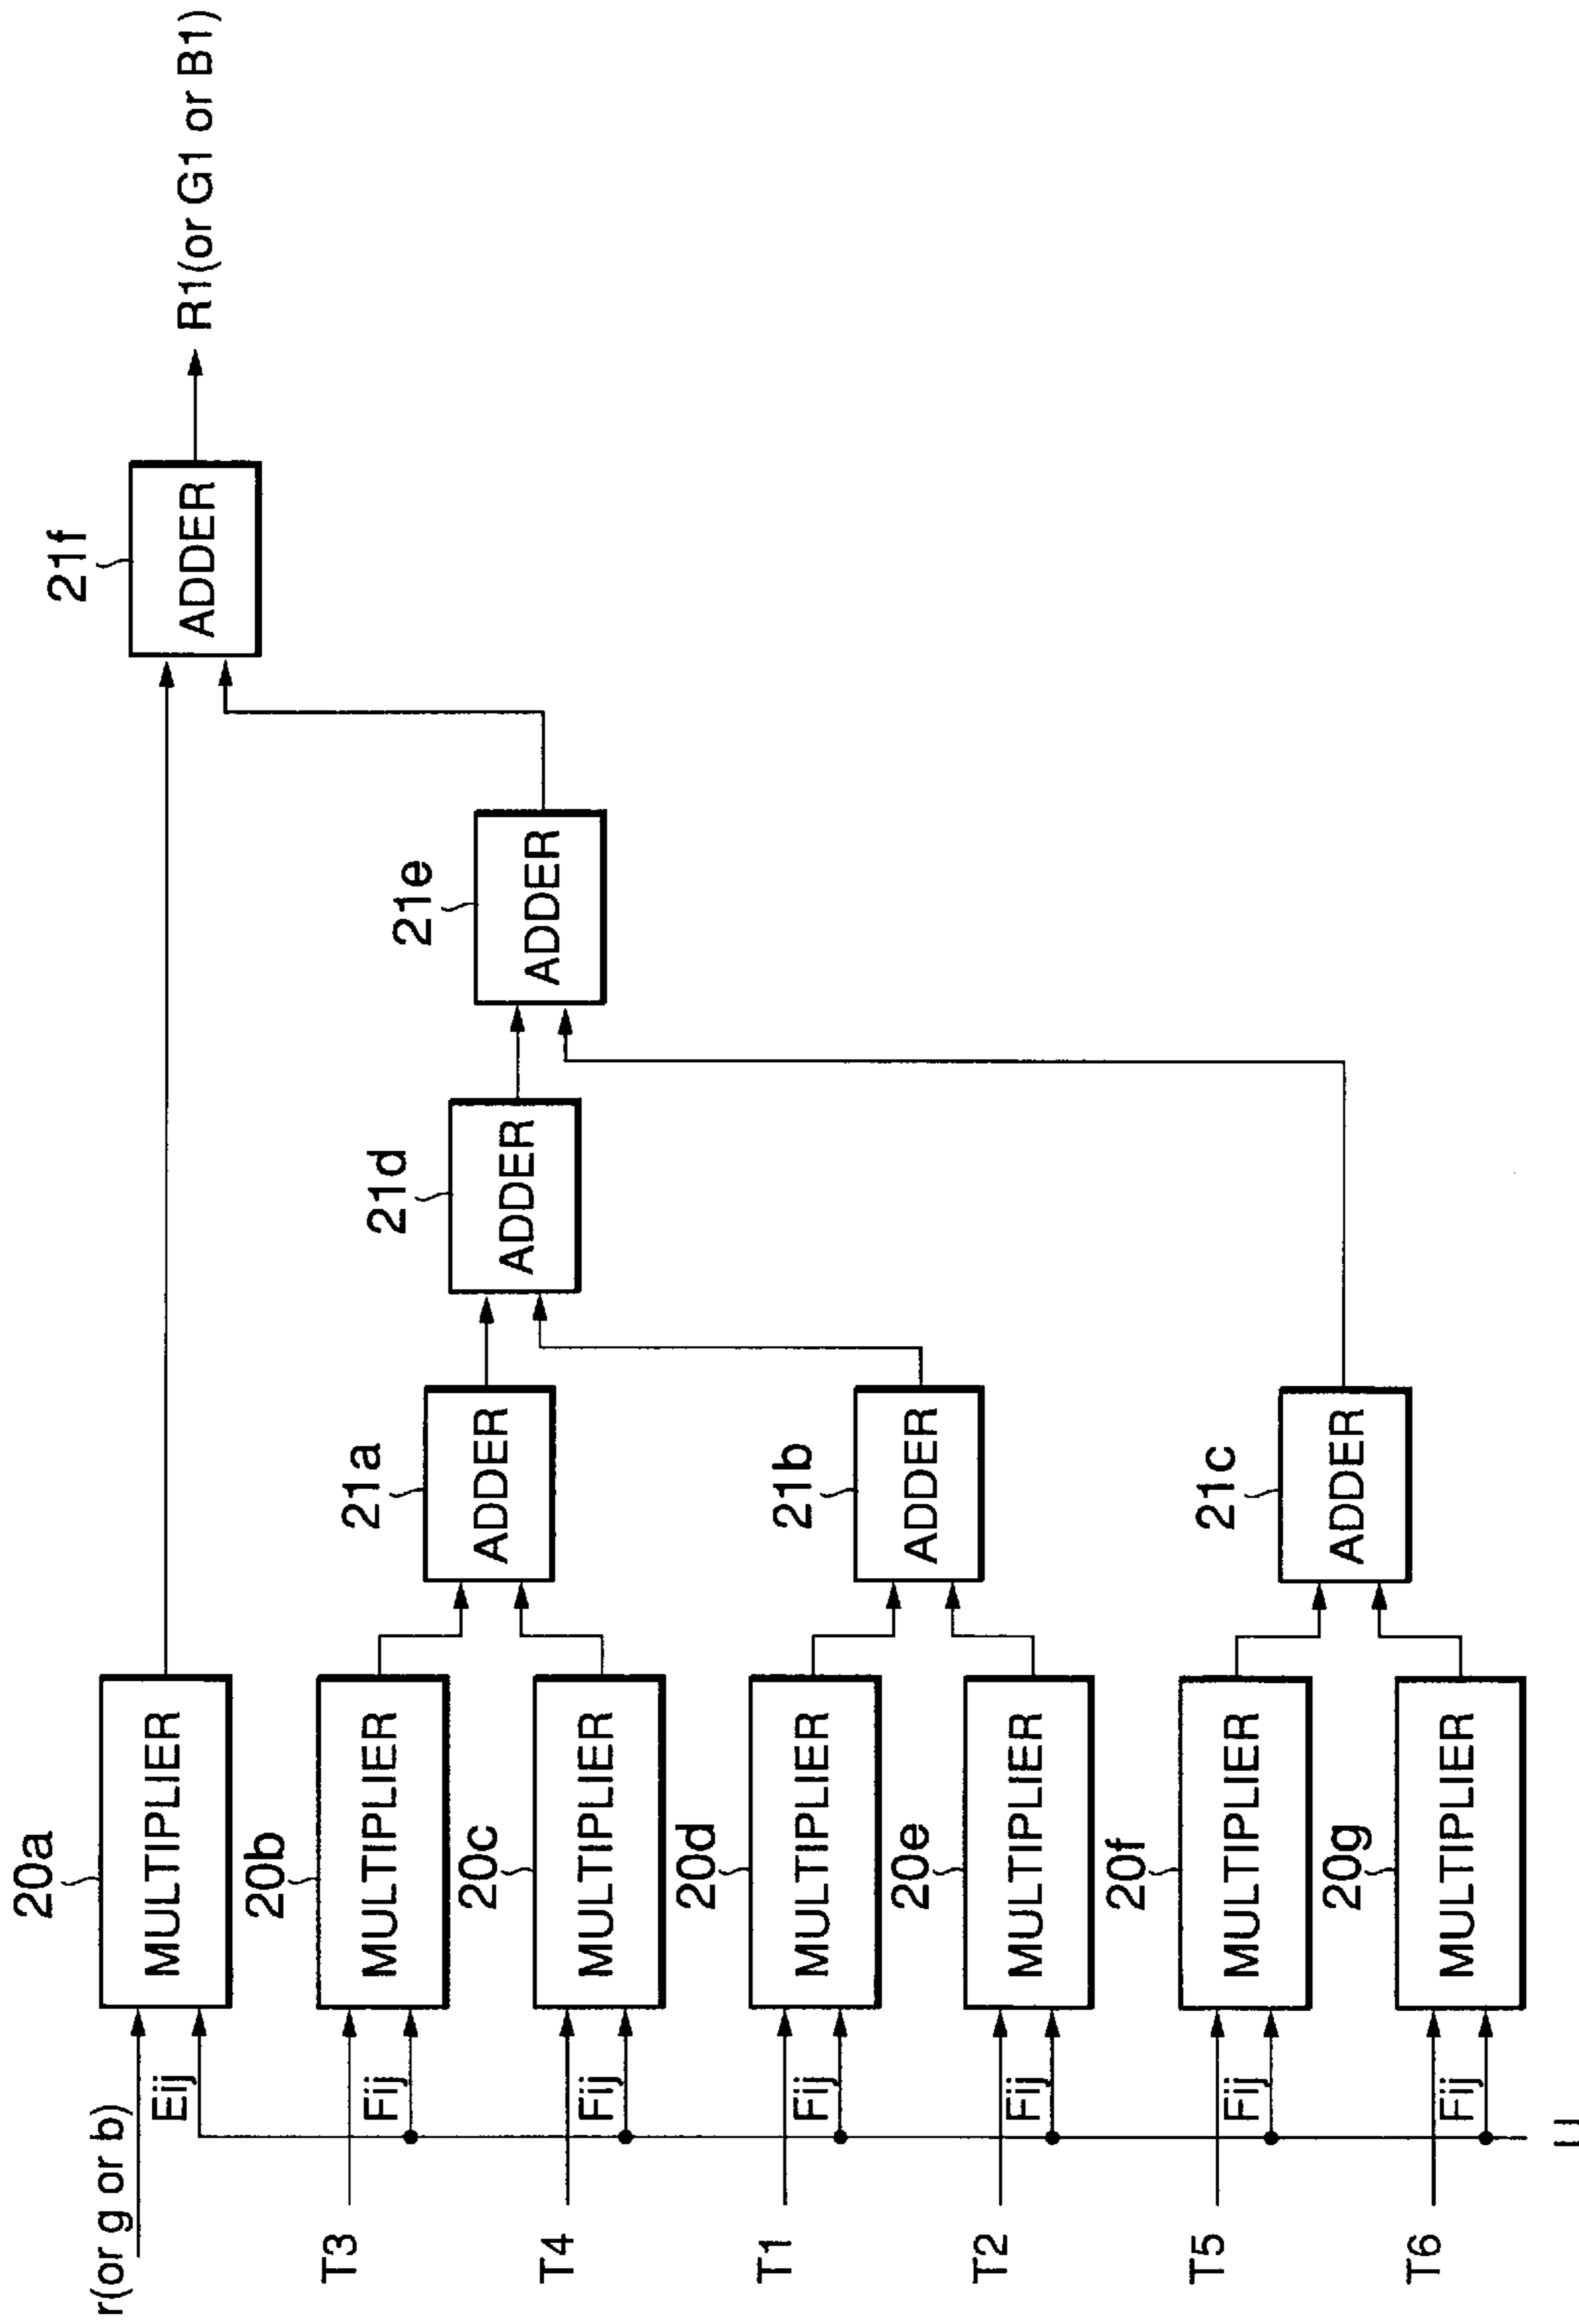 20a
r(or g or b)
Eij
MULTIPLIER
21f
ADDER
R1(or G1 or B1)
20b
T3
Fij
MULTIPLIER
20c
T4
Fij
MULTIPLIER
21a
ADDER
21d
ADDER
21e
ADDER
20d
T1
Fij
MULTIPLIER
20e
T2
Fij
MULTIPLIER
21b
ADDER
20f
T5
Fij
MULTIPLIER
20g
T6
Fij
MULTIPLIER
21c
ADDER